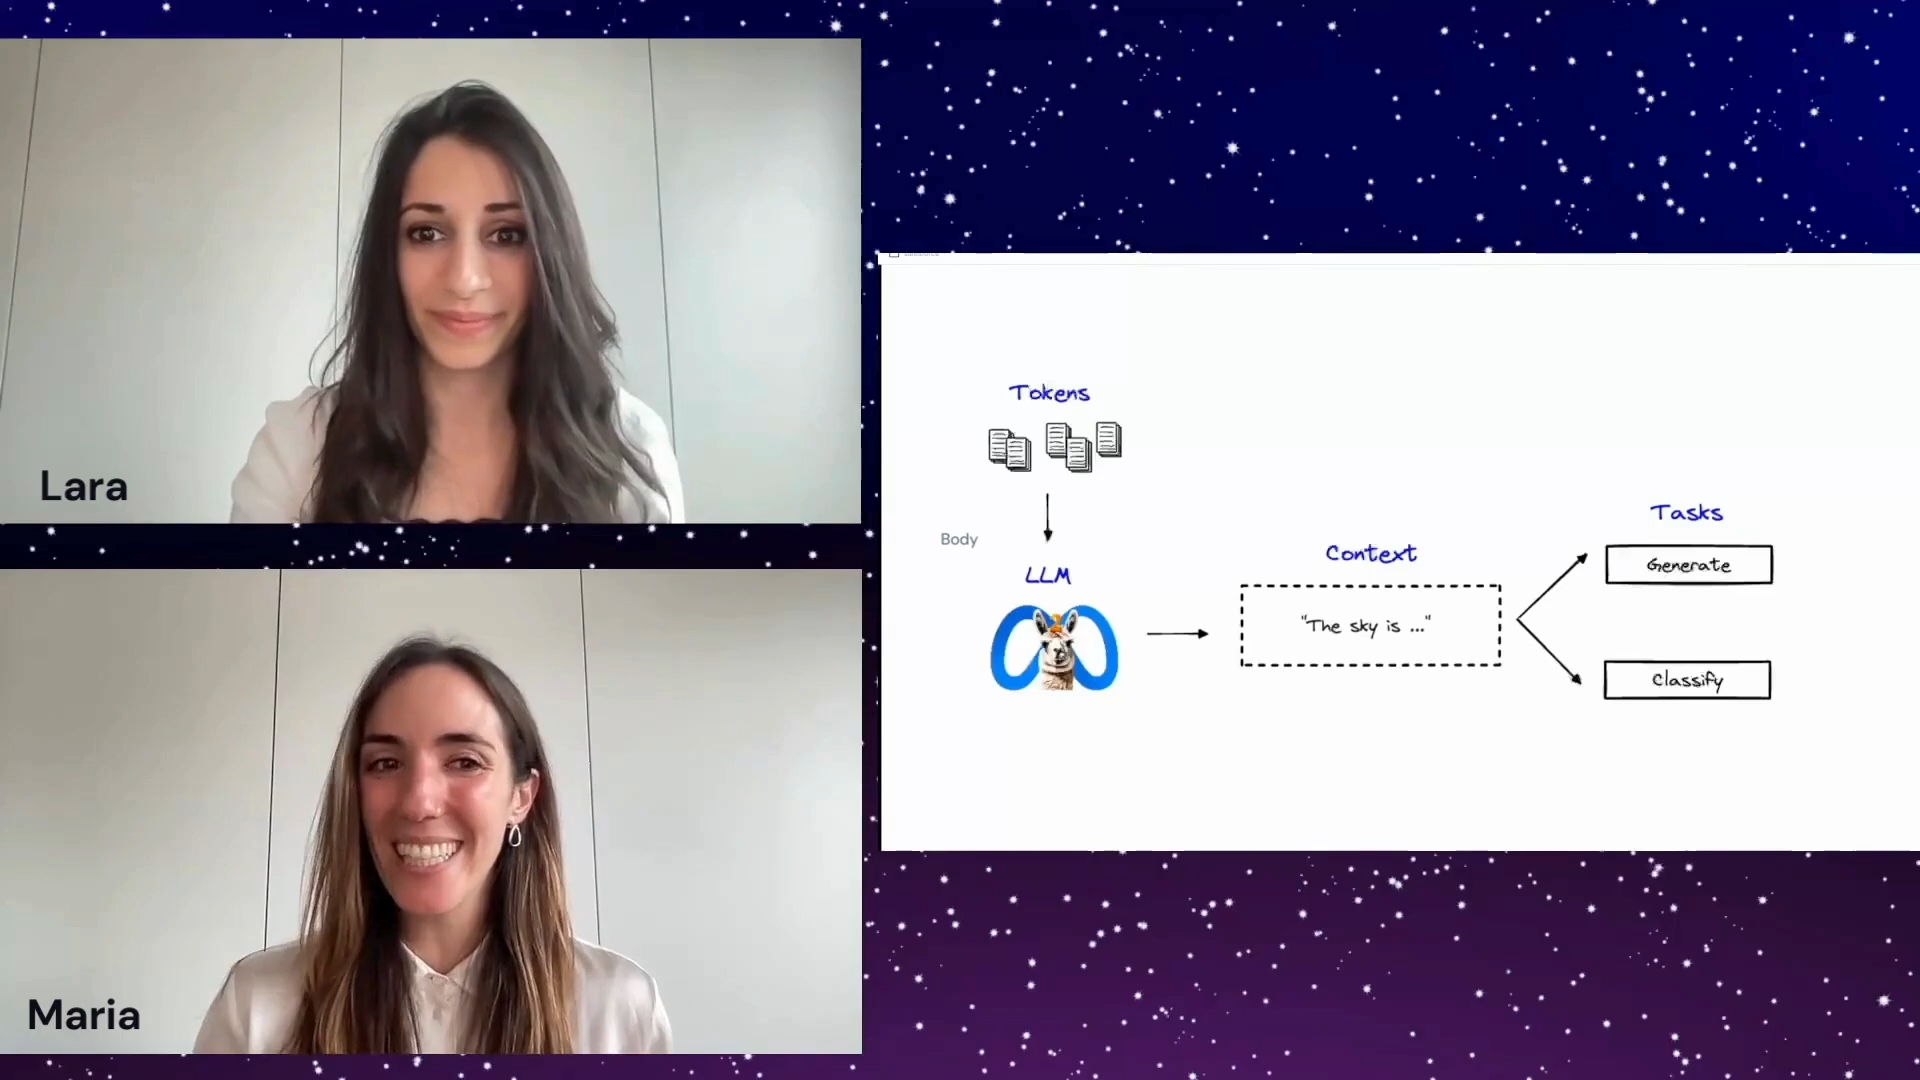 Lara
Maria
Tokens
Body
LLM
Context
"The sky is ..."
Tasks
Generate
Classify